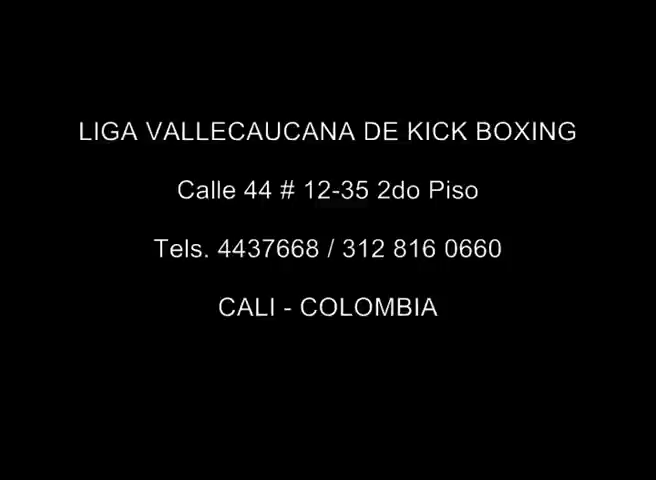 LIGA VALLECAUCANA DE KICK BOXING
Calle 44 # 12-35 2do Piso
Tels. 4437668 / 312 816 0660
CALI - COLOMBIA